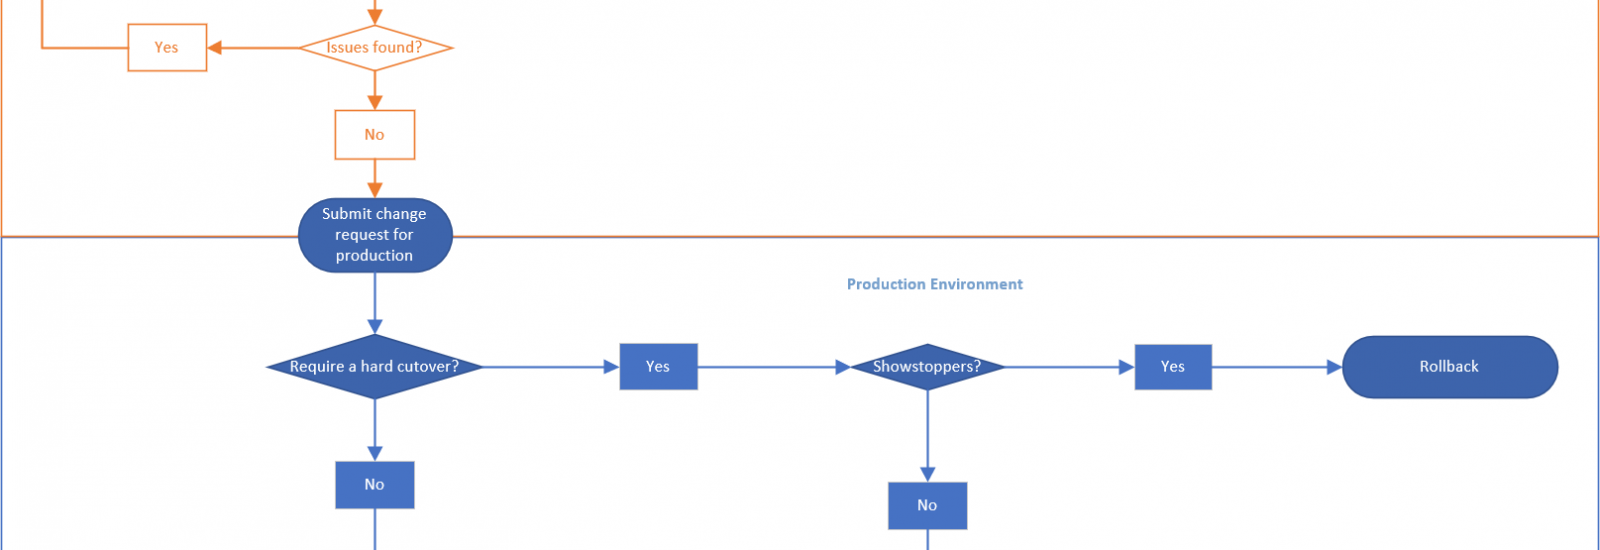 Yes
Issues found?
No
Submit change
request for
production
Production Environment
Require a hard cutover?
Yes
Showstoppers?
Yes
Rollback
No
No